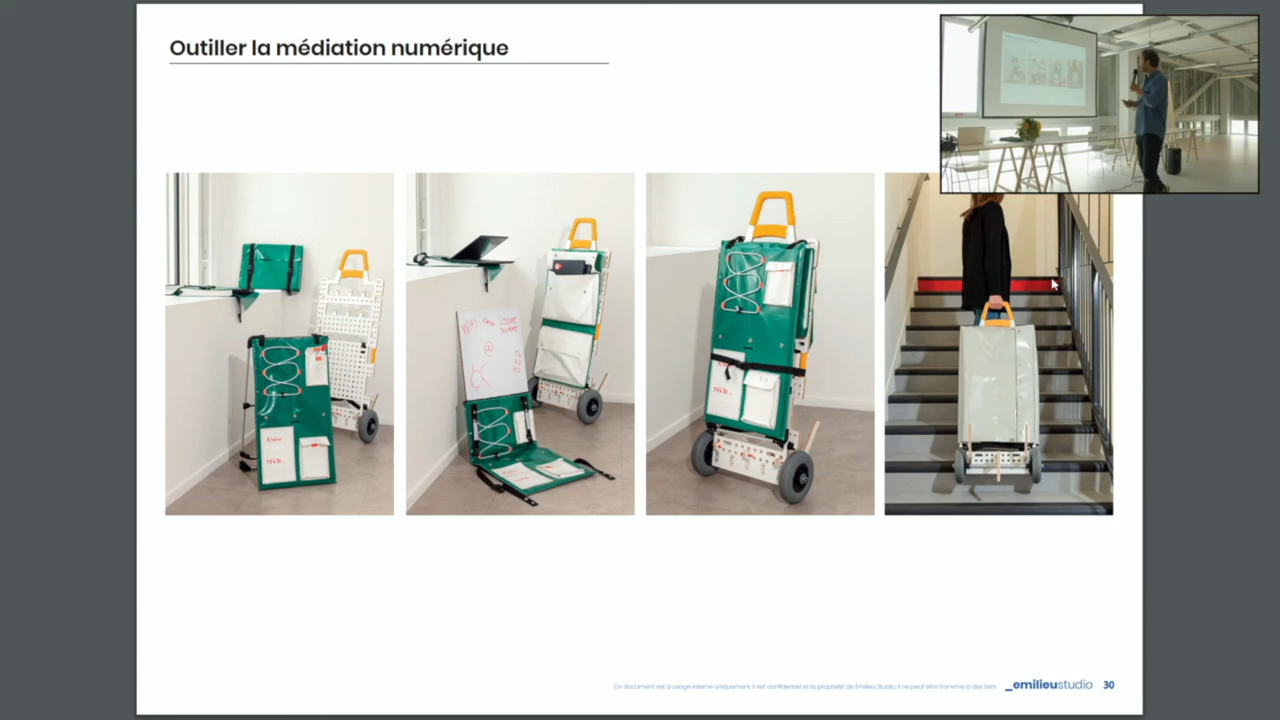 Outiller la médiation numérique
Ce document est à usage interne uniquement. Il est confidentiel et la propriété de Emilieu Studio. Il ne peut être transmis à des tiers
_emilieustudio 30